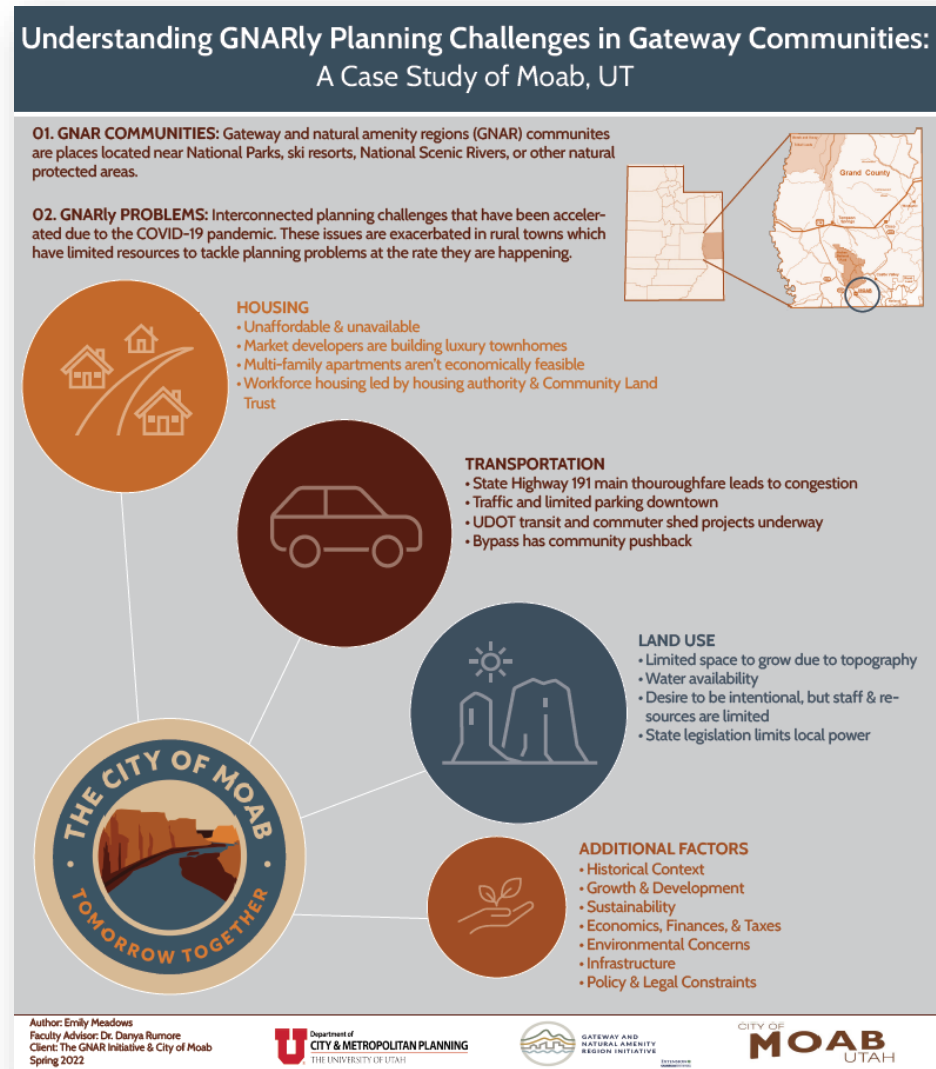 Understanding GNARly Planning Challenges in Gateway Communities:
A Case Study of Moab, UT
01. GNAR COMMUNITIES: Gateway and natural amenity regions (GNAR) communites
are places located near National Parks, ski resorts, National Scenic Rivers, or other natural
protected areas.
02. GNARly PROBLEMS: Interconnected planning challenges that have been acceler-
ated due to the COVID-19 pandemic. These issues are exacerbated in rural towns which
have limited resources to tackle planning problems at the rate they are happening.
Grand County
HOUSING
• Unaffordable & unavailable
• Market developers are building luxury townhomes
• Multi-family apartments aren't economically feasible
• Workforce housing led by housing authority & Community Land
Trust
TRANSPORTATION
• State Highway 191 main thouroughfare leads to congestion
• Traffic and limited parking downtown
• UDOT transit and commuter shed projects underway
• Bypass has community pushback
LAND USE
• Limited space to grow due to topography
• Water availability
• Desire to be intentional, but staff & re-
sources are limited
• State legislation limits local power
THE CITY OF MOAB
TOMORROW TOGETHER
ADDITIONAL FACTORS
• Historical Context
• Growth & Development
• Sustainability
• Economics, Finances, & Taxes
• Environmental Concerns
• Infrastructure
• Policy & Legal Constraints
Author: Emily Meadows
Faculty Advisor: Dr. Danya Rumore
Client: The GNAR Initiative & City of Moab
Spring 2022
U
Department of
CITY & METROPOLITAN PLANNING
THE UNIVERSITY OF UTAH
GATEWAY AND
NATURAL AMENITY
REGION INITIATIVE
CITY OF
MOAB
UTAH